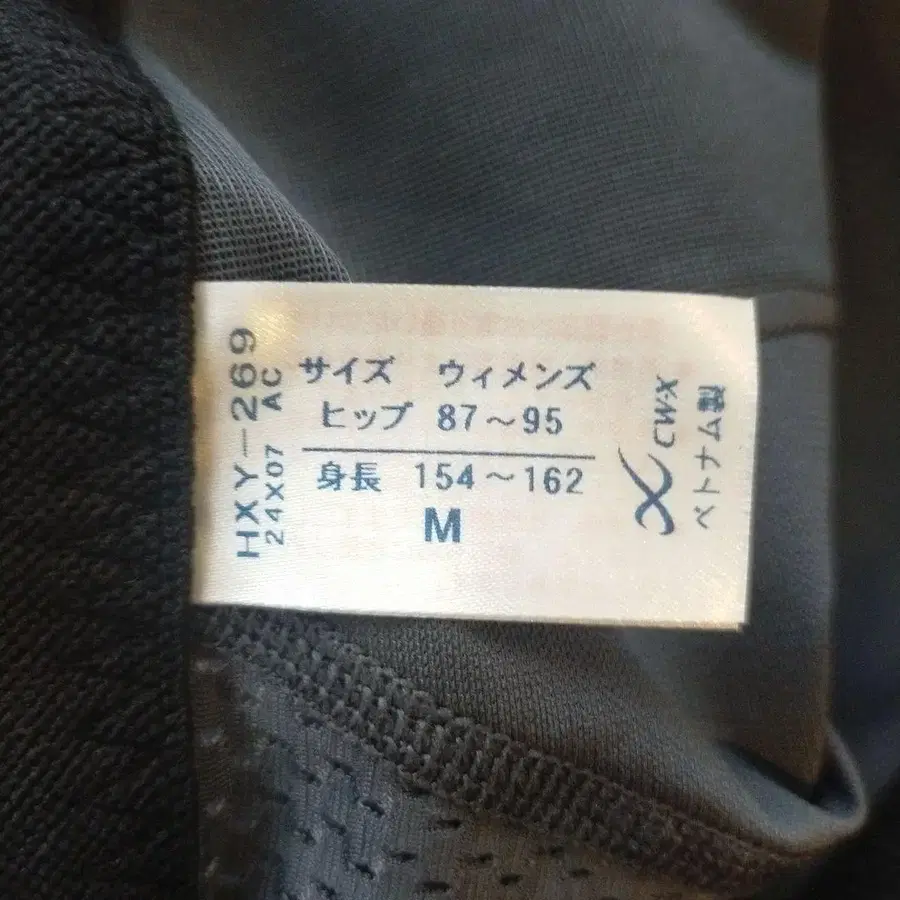 サイズ ウィメンズ
ヒップ 87～95
身長 154～162
M
HXY-269
24X07 AC
CW-X
ベトナム製